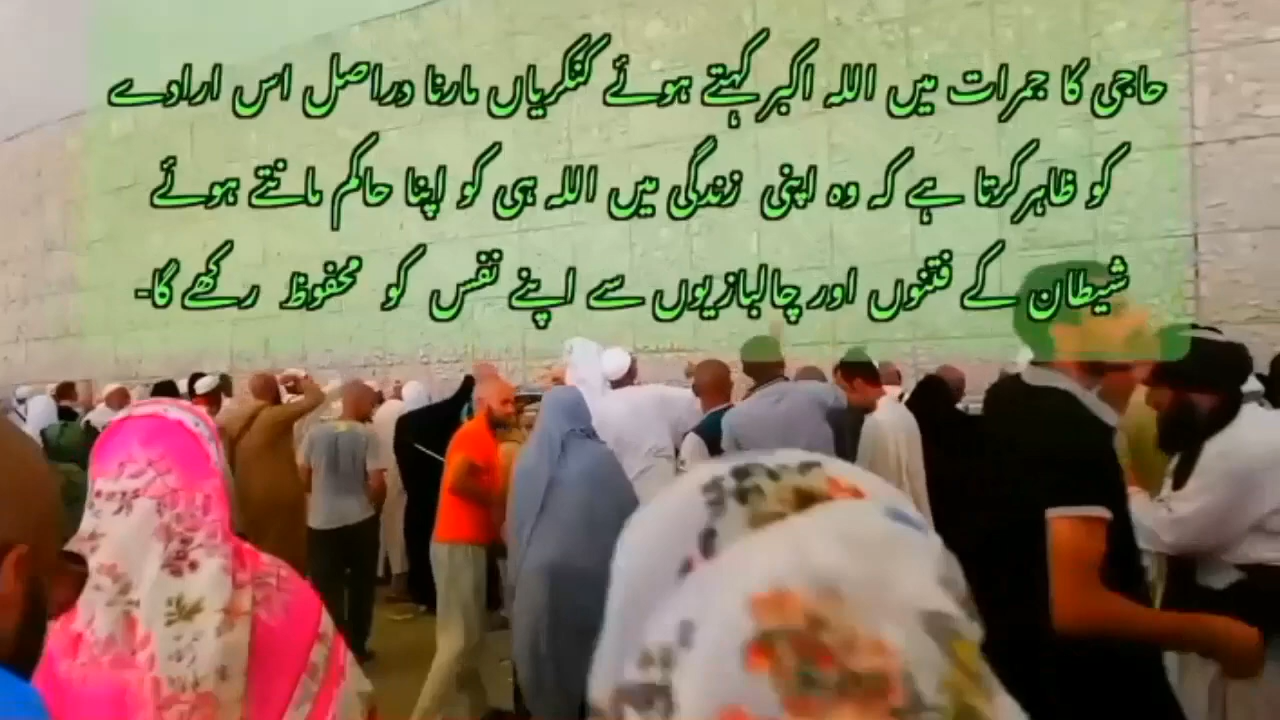 حاجی کا جمرات میں اللہ اکبر کہتے ہوئے کنکریاں مارنا دراصل اس ارادے
کو ظاہر کرتا ہے کہ وہ اپنی زندگی میں اللہ ہی کو اپنا حاکم مانتے ہوئے
شیطان کے فتنوں اور چالبازیوں سے اپنے نفس کو محفوظ رکھے گا-